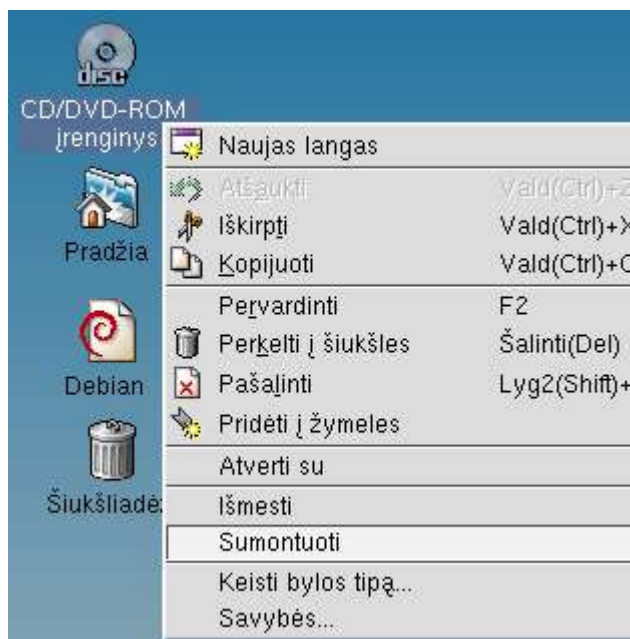 disc
CD/DVD-ROM
įrenginys
Pradžia
Debian
Šiukšliadėž
Naujas langas
Atšaukti Vald(Ctrl)+Z
Iškirpti Vald(Ctrl)+X
Kopijuoti Vald(Ctrl)+C
Pervardinti F2
Perkelti į šiukšles Šalinti(Del)
Pašalinti Lyg2(Shift)+
Pridėti į žymeles
Atverti su
Išmesti
Sumontuoti
Keisti bylos tipą...
Savybės...